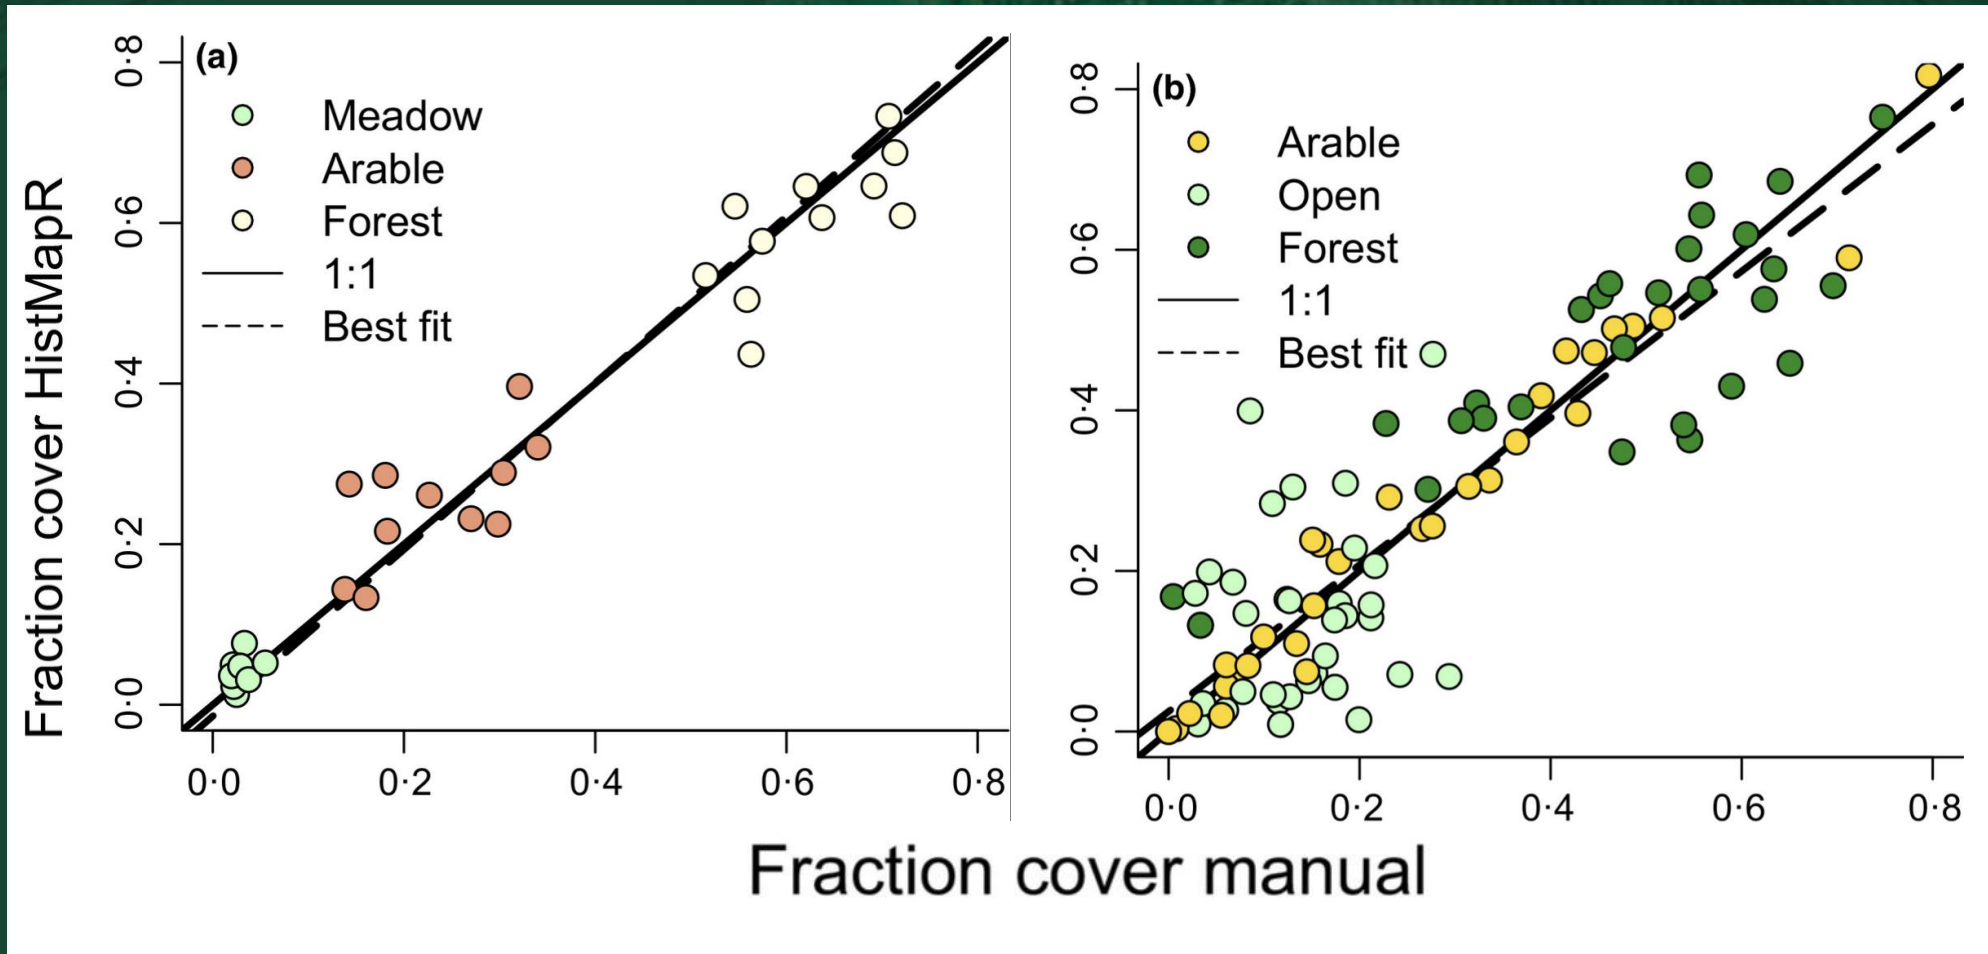 (a)
Meadow
Arable
Forest
1:1
Best fit
0·8
0·6
0·4
0·2
0·0
0·0 0·2 0·4 0·6 0·8
Fraction cover HistMapR
(b)
Arable
Open
Forest
1:1
Best fit
0·8
0·6
0·4
0·2
0·0
0·0 0·2 0·4 0·6 0·8
Fraction cover manual